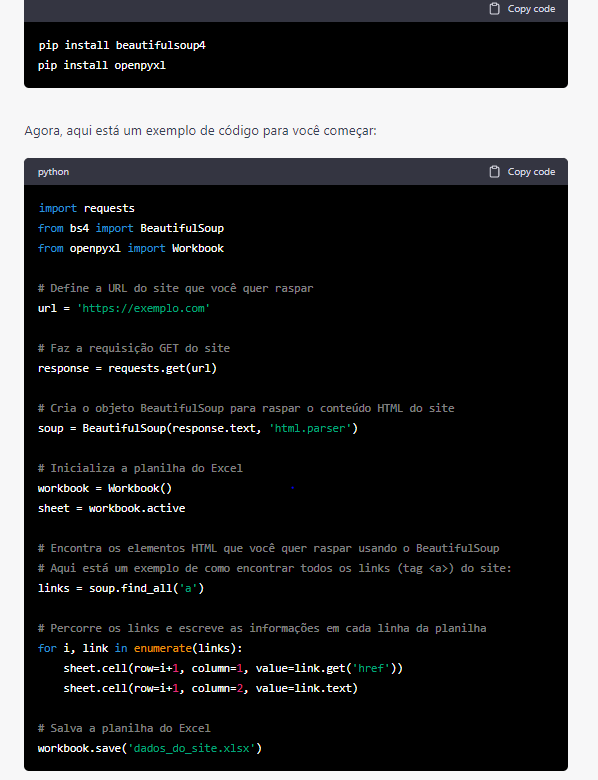 Copy code
pip install beautifulsoup4
pip install openpyxl
Agora, aqui está um exemplo de código para você começar:
python Copy code
import requests
from bs4 import BeautifulSoup
from openpyxl import Workbook
# Define a URL do site que você quer raspar
url = 'https://exemplo.com'
# Faz a requisição GET do site
response = requests.get(url)
# Cria o objeto BeautifulSoup para raspar o conteúdo HTML do site
soup = BeautifulSoup(response.text, 'html.parser')
# Inicializa a planilha do Excel
workbook = Workbook()
sheet = workbook.active
# Encontra os elementos HTML que você quer raspar usando o BeautifulSoup
# Aqui está um exemplo de como encontrar todos os links (tag <a>) do site:
links = soup.find_all('a')
# Percorre os links e escreve as informações em cada linha da planilha
for i, link in enumerate(links):
    sheet.cell(row=i+1, column=1, value=link.get('href'))
    sheet.cell(row=i+1, column=2, value=link.text)
# Salva a planilha do Excel
workbook.save('dados_do_site.xlsx')